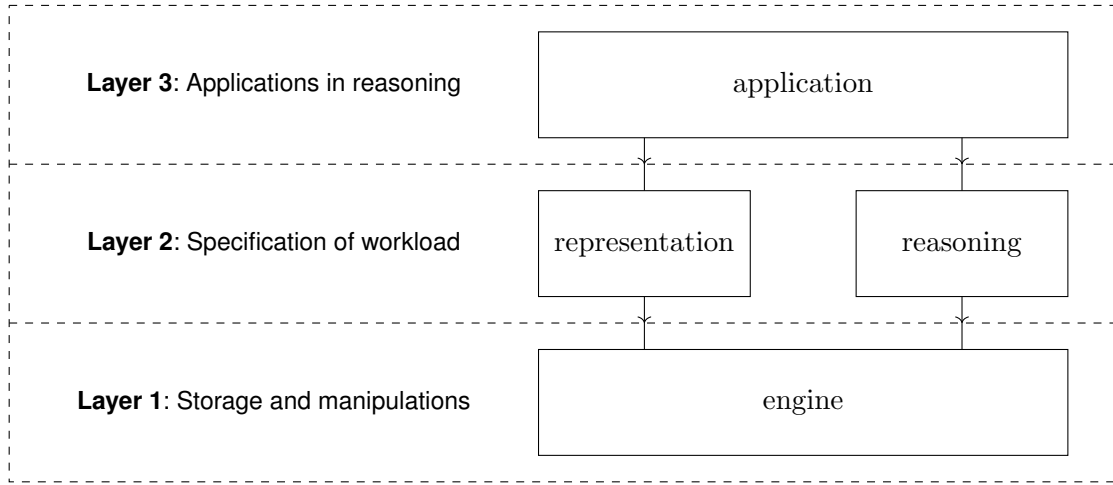 Layer 3: Applications in reasoning
application
Layer 2: Specification of workload
representation
reasoning
Layer 1: Storage and manipulations
engine